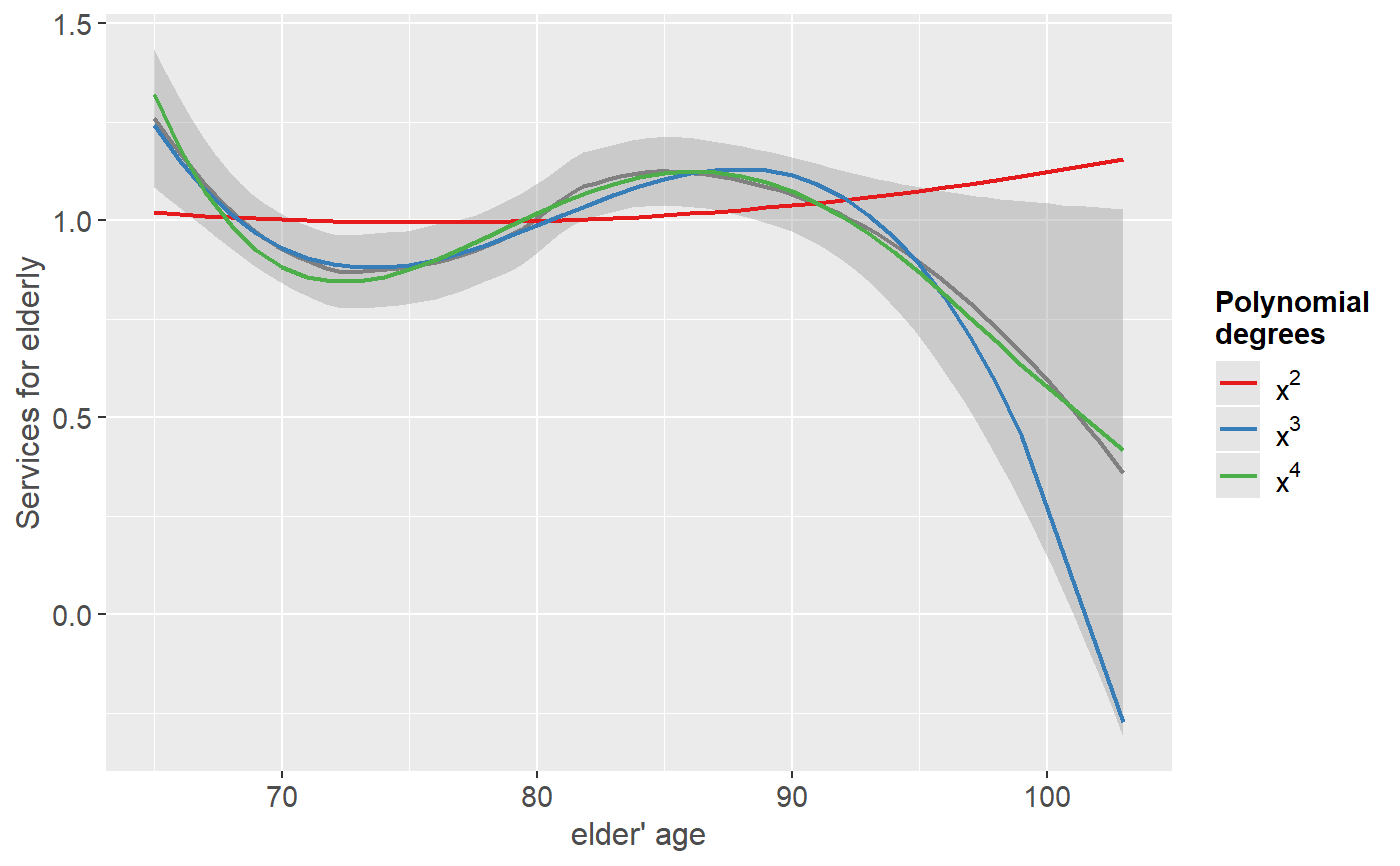 1.5
1.0
0.5
0.0
Services for elderly
70
80
90
100
elder' age
Polynomial
degrees
x²
x³
x⁴